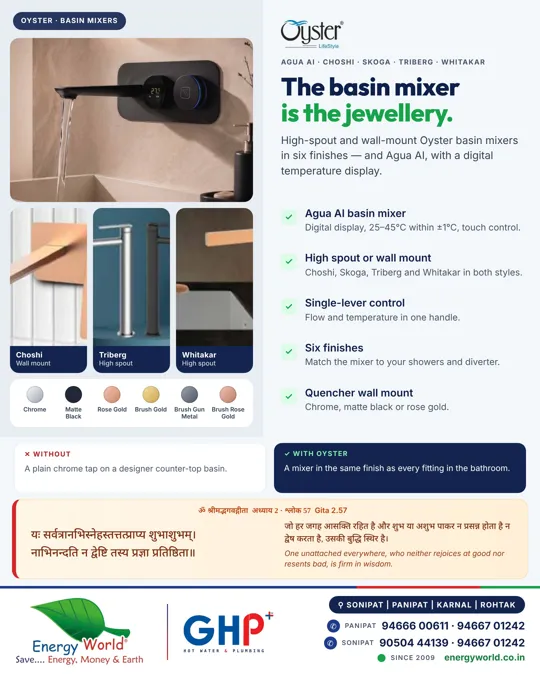 OYSTER · BASIN MIXERS
Oyster®
LifeStyle
AGUA AI · CHOSHI · SKOGA · TRIBERG · WHITAKAR
The basin mixer
is the jewellery.
High-spout and wall-mount Oyster basin mixers
in six finishes — and Agua AI, with a digital
temperature display.
Agua AI basin mixer
Digital display, 25–45°C within ±1°C, touch control.
High spout or wall mount
Choshi, Skoga, Triberg and Whitakar in both styles.
Single-lever control
Flow and temperature in one handle.
Six finishes
Match the mixer to your showers and diverter.
Quencher wall mount
Chrome, matte black or rose gold.
Choshi
Wall mount
Triberg
High spout
Whitakar
High spout
Chrome
Matte
Black
Rose Gold
Brush Gold
Brush Gun
Metal
Brush Rose
Gold
✕ WITHOUT
A plain chrome tap on a designer counter-top basin.
✓ WITH OYSTER
A mixer in the same finish as every fitting in the bathroom.
ॐ श्रीमद्भगवद्गीता अध्याय 2 · श्लोक 57 Gita 2.57
यः सर्वत्रानभिस्नेहस्तत्तत्प्राप्य शुभाशुभम्।
नाभिनन्दति न द्वेष्टि तस्य प्रज्ञा प्रतिष्ठिता॥
जो हर जगह आसक्ति रहित है और शुभ या अशुभ पाकर न प्रसन्न होता है न
द्वेष करता है, उसकी बुद्धि स्थिर है।
One unattached everywhere, who neither rejoices at good nor
resents bad, is firm in wisdom.
Energy World®
Save.... Energy, Money & Earth
GHP+
HOT WATER & PLUMBING
SONIPAT | PANIPAT | KARNAL | ROHTAK
PANIPAT 94666 00611 · 94667 01242
SONIPAT 90504 44139 · 94667 01242
SINCE 2009 energyworld.co.in